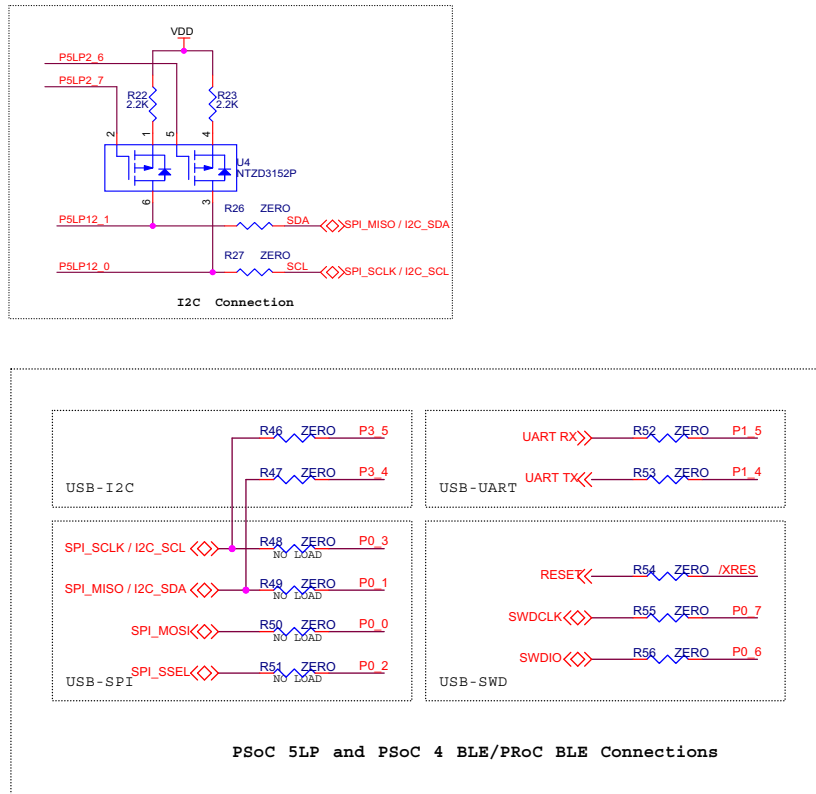 VDD
P5LP2_6
P5LP2_7
R22 2.2K R23 2.2K
2 1 5 4
U4
NTZD3152P
6 3
R26 ZERO
P5LP12_1 SDA SPI_MISO / I2C_SDA
R27 ZERO
P5LP12_0 SCL SPI_SCLK / I2C_SCL
I2C Connection
R46 ZERO P3_5
R47 ZERO P3_4
USB-I2C
UART RX R52 ZERO P1_5
UART TX R53 ZERO P1_4
USB-UART
SPI_SCLK / I2C_SCL R48 ZERO P0_3
NO LOAD
SPI_MISO / I2C_SDA R49 ZERO P0_1
NO LOAD
SPI_MOSI R50 ZERO P0_0
NO LOAD
SPI_SSEL R51 ZERO P0_2
NO LOAD
USB-SPI
RESET R54 ZERO /XRES
SWDCLK R55 ZERO P0_7
SWDIO R56 ZERO P0_6
USB-SWD
PSoC 5LP and PSoC 4 BLE/PRoC BLE Connections